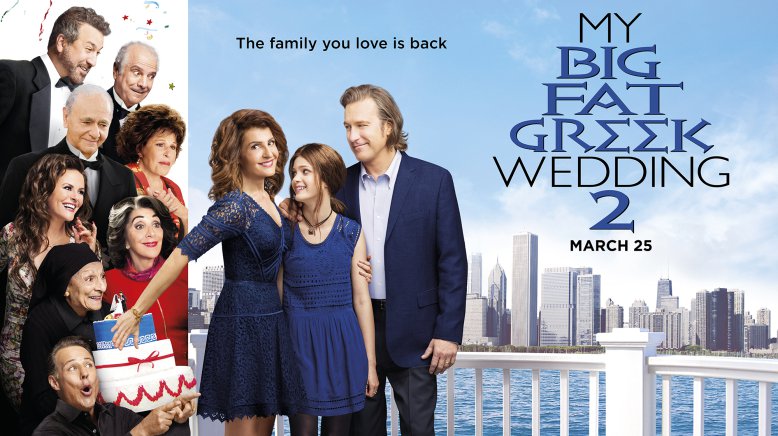 The family you love is back
MY
BIG
FAT
GREEK
WEDDING
2
MARCH 25